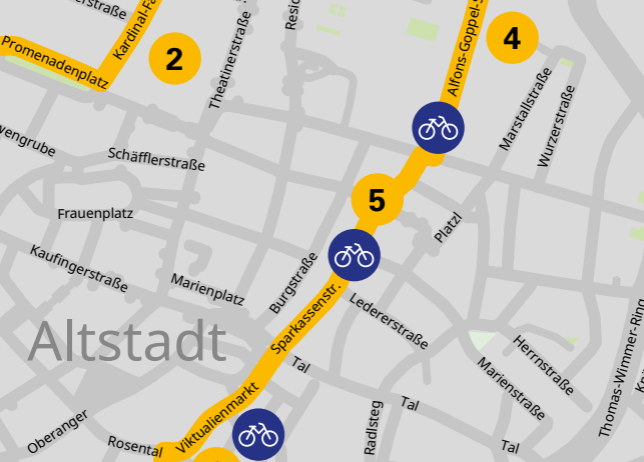 Kardinal-Fa
Promenadenplatz
2
Theatinerstraße
Resid
Alfons-Goppel-S
4
Marstallstraße
Wurzerstraße
Schäfflerstraße
5
Frauenplatz
Platzl
Kaufingerstraße
Marienplatz
Burgstraße
Sparkassenstr.
Ledererstraße
Altstadt
Tal
Herrnstraße
Marienstraße
Thomas-Wimmer-Ring
Viktualienmarkt
Tal
Radlsteg
Oberanger
Rosental
Tal